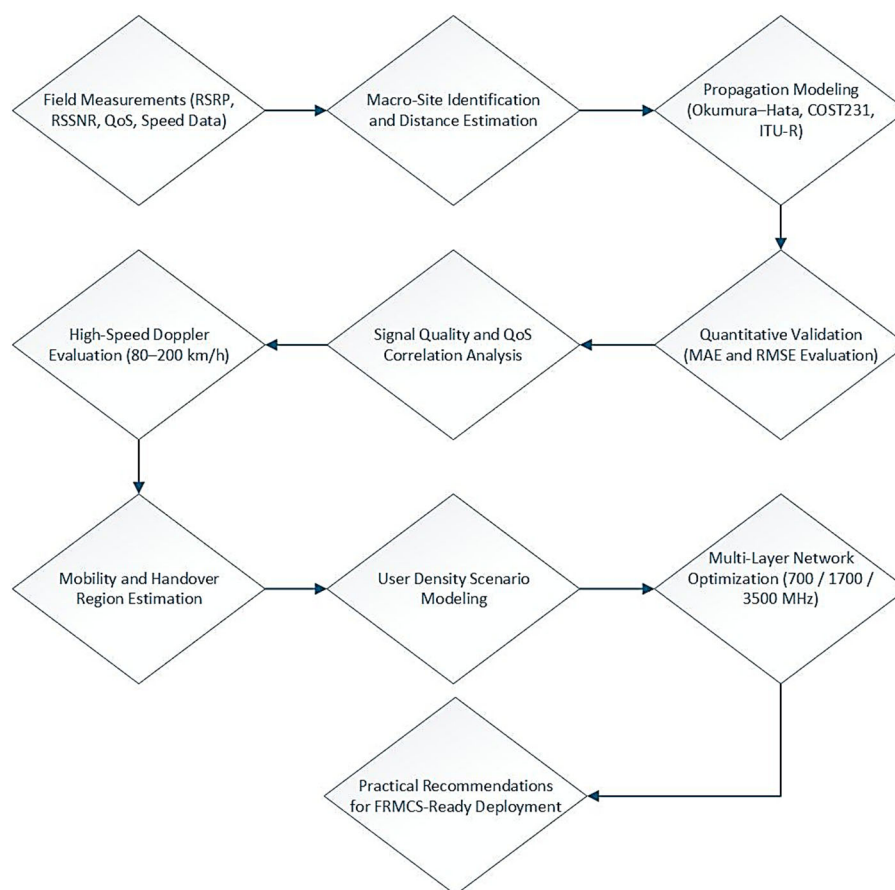 Field Measurements (RSRP,
RSSNR, QoS, Speed Data)
Macro-Site Identification
and Distance Estimation
Propagation Modeling
(Okumura–Hata, COST231,
ITU-R)
High-Speed Doppler
Evaluation (80–200 km/h)
Signal Quality and QoS
Correlation Analysis
Quantitative Validation
(MAE and RMSE Evaluation)
Mobility and Handover
Region Estimation
User Density Scenario
Modeling
Multi-Layer Network
Optimization (700 / 1700 /
3500 MHz)
Practical Recommendations
for FRMCS-Ready Deployment